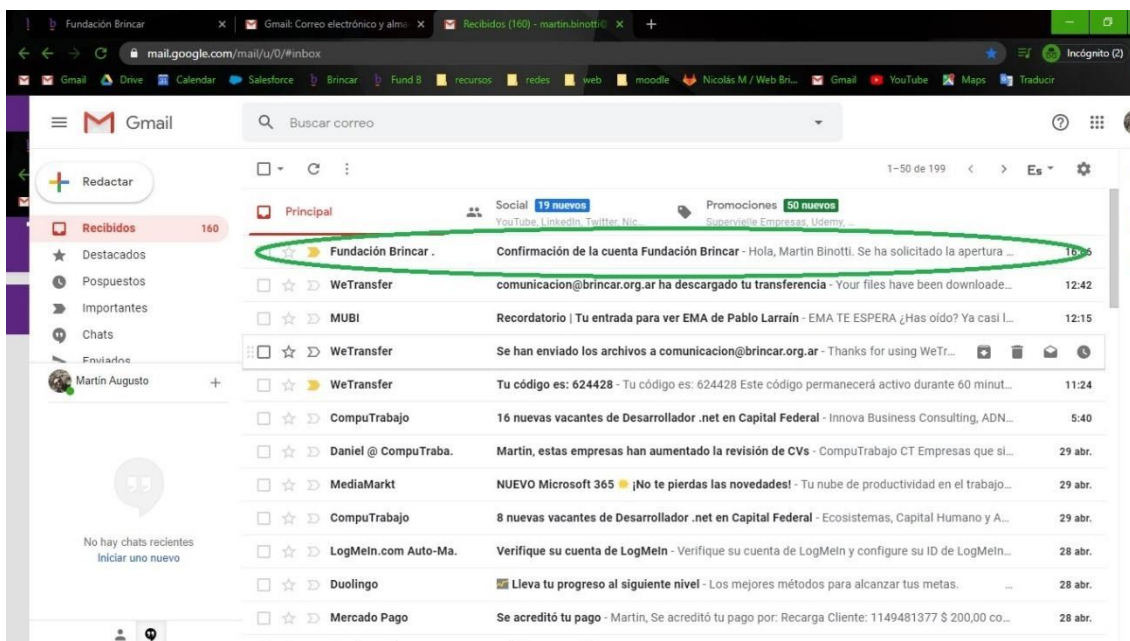 Fundación Brincar
Gmail: Correo electrónico y alma
Recibidos (160) - martin.binotti@
mail.google.com/mail/u/0/#inbox
Incógnito (2)
Gmail Drive Calendar Salesforce Brincar Fund B recursos redes web moodle Nicolás M / Web Bri... Gmail YouTube Maps Traducir
Gmail
Buscar correo
Redactar
1-50 de 199
Es
Principal
Social 19 nuevos
YouTube, LinkedIn, Twitter, Nic...
Promociones 50 nuevos
Supervielle Empresas, Udemy, ...
Recibidos 160
Destacados
Pospuestos
Importantes
Chats
Enviados
Martín Augusto
No hay chats recientes
Iniciar uno nuevo
Fundación Brincar . Confirmación de la cuenta Fundación Brincar - Hola, Martin Binotti. Se ha solicitado la apertura ...
WeTransfer comunicacion@brincar.org.ar ha descargado tu transferencia - Your files have been downloade... 12:42
MUBI Recordatorio | Tu entrada para ver EMA de Pablo Larraín - EMA TE ESPERA ¿Has oído? Ya casi l... 12:15
WeTransfer Se han enviado los archivos a comunicacion@brincar.org.ar - Thanks for using WeTr...
WeTransfer Tu código es: 624428 - Tu código es: 624428 Este código permanecerá activo durante 60 minut... 11:24
CompuTrabajo 16 nuevas vacantes de Desarrollador .net en Capital Federal - Innova Business Consulting, ADN... 5:40
Daniel @ CompuTraba. Martin, estas empresas han aumentado la revisión de CVs - CompuTrabajo CT Empresas que si... 29 abr.
MediaMarkt NUEVO Microsoft 365 ¡No te pierdas las novedades! - Tu nube de productividad en el trabajo... 29 abr.
CompuTrabajo 8 nuevas vacantes de Desarrollador .net en Capital Federal - Ecosistemas, Capital Humano y A... 29 abr.
LogMeIn.com Auto-Ma. Verifique su cuenta de LogMeIn - Verifique su cuenta de LogMeIn y configure su ID de LogMeIn... 28 abr.
Duolingo Lleva tu progreso al siguiente nivel - Los mejores métodos para alcanzar tus metas. ... 28 abr.
Mercado Pago Se acreditó tu pago - Martin, Se acreditó tu pago por: Recarga Cliente: 1149481377 $ 200,00 co... 28 abr.